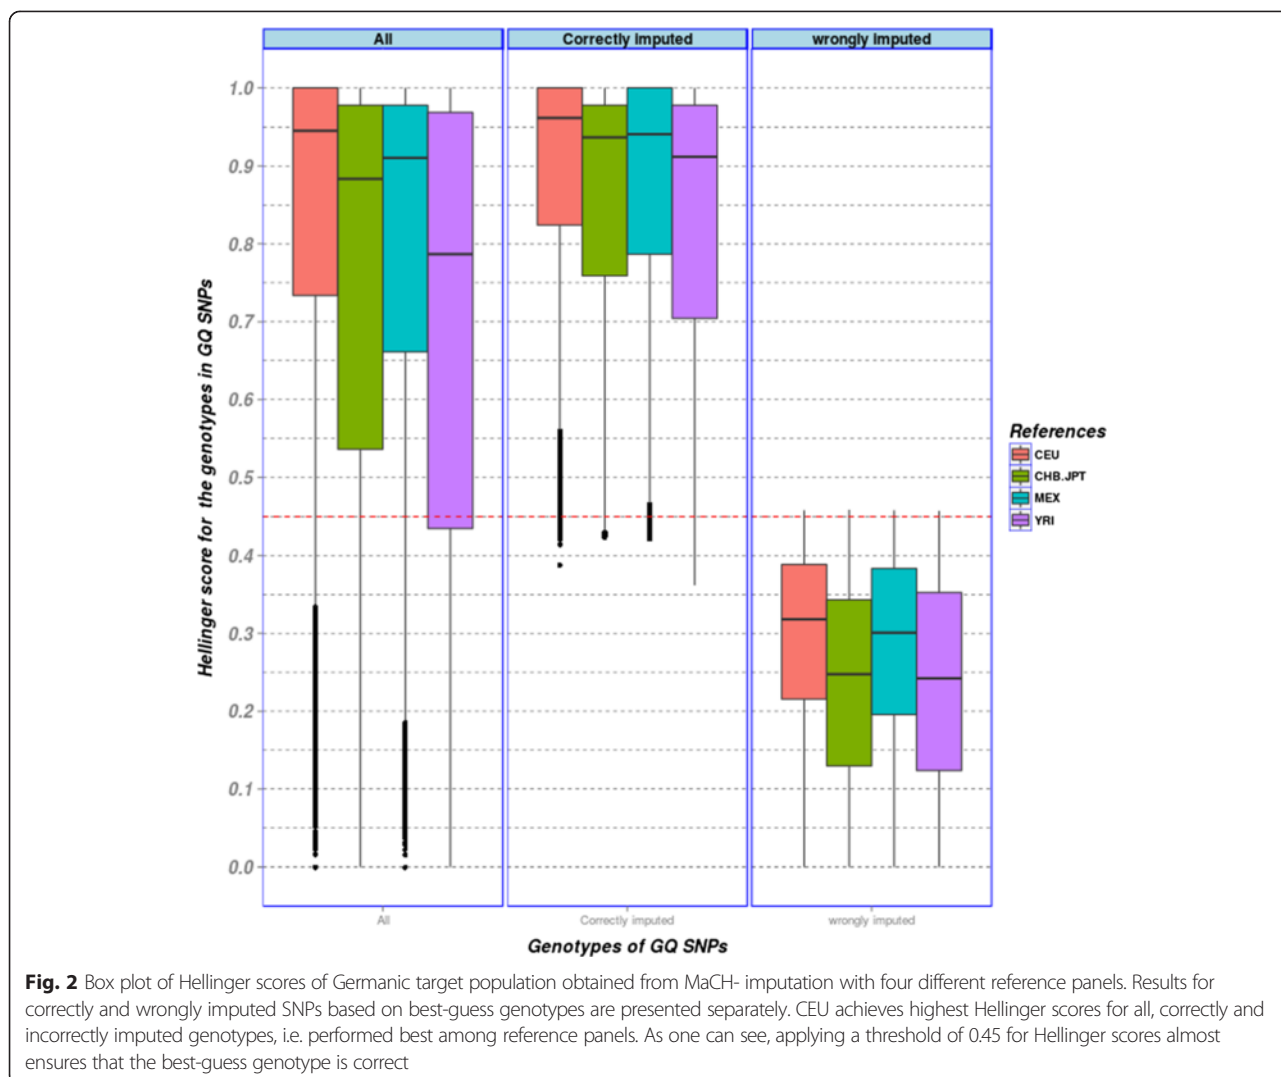 All
Correctly imputed
wrongly imputed
1.0
0.9
0.8
0.7
0.6
0.5
0.4
0.3
0.2
0.1
0.0
Hellinger score for the genotypes in GQ SNPs
All
Correctly imputed
wrongly imputed
Genotypes of GQ SNPs
References
CEU
CHB.JPT
MEX
YRI
Fig. 2 Box plot of Hellinger scores of Germanic target population obtained from MaCH- imputation with four different reference panels. Results for
correctly and wrongly imputed SNPs based on best-guess genotypes are presented separately. CEU achieves highest Hellinger scores for all, correctly and
incorrectly imputed genotypes, i.e. performed best among reference panels. As one can see, applying a threshold of 0.45 for Hellinger scores almost
ensures that the best-guess genotype is correct